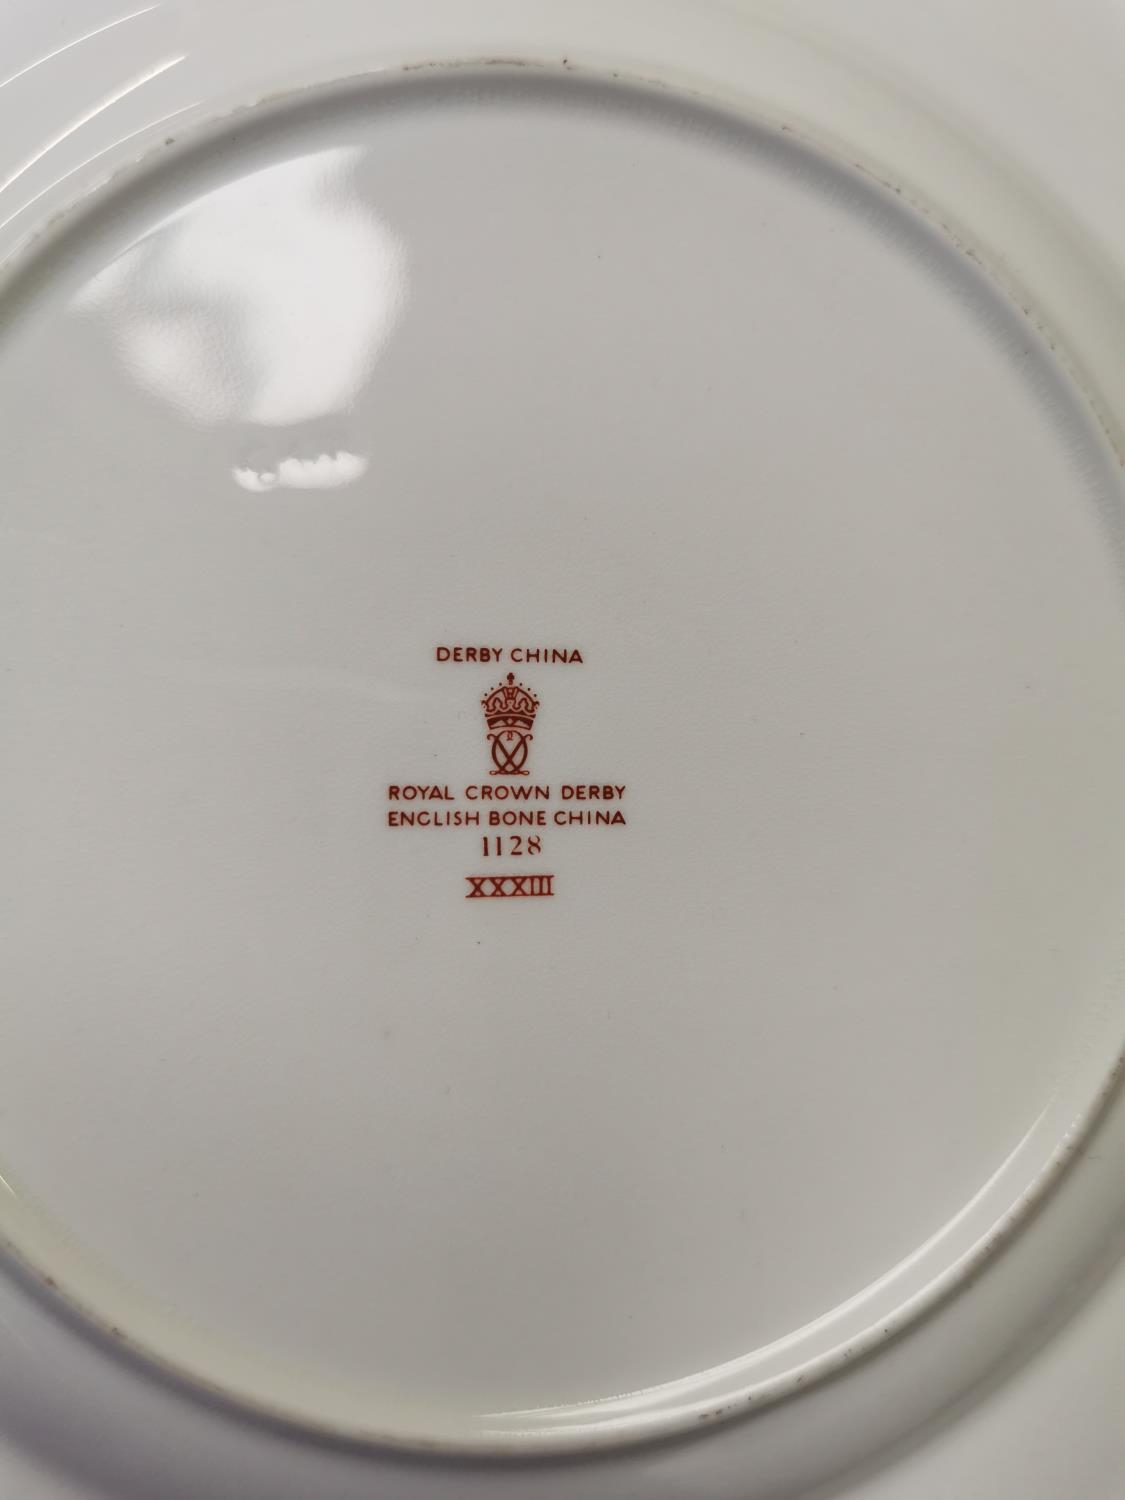 DERBY CHINA
ROYAL CROWN DERBY
ENGLISH BONE CHINA
1128
XXXIII